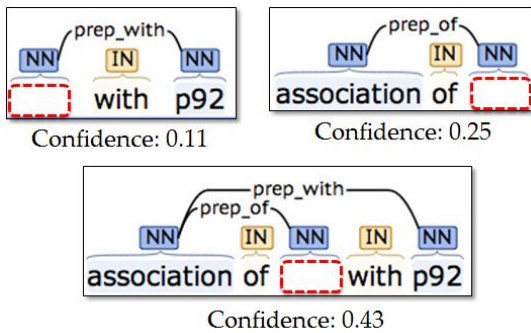 prep_with
NN IN NN
with p92
Confidence: 0.11
prep_of
NN IN NN
association of
Confidence: 0.25
prep_with
prep_of
NN IN NN IN NN
association of with p92
Confidence: 0.43